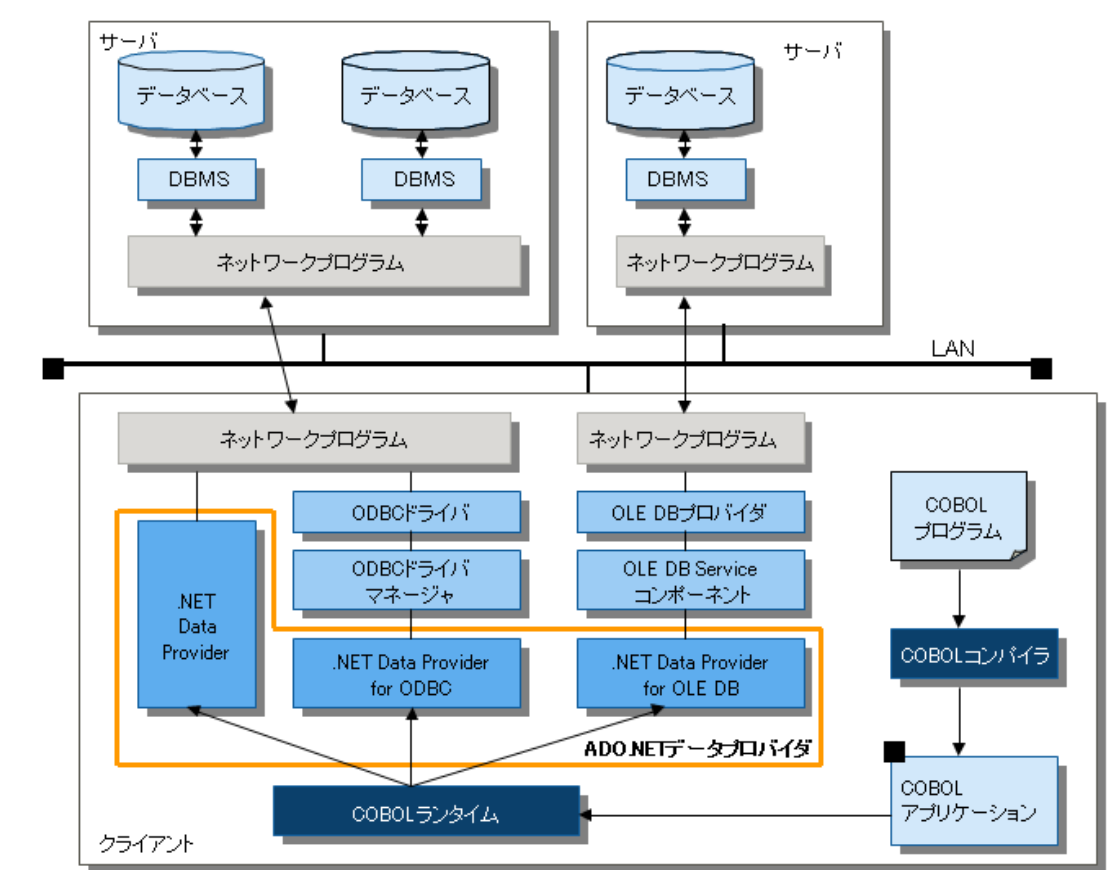 サーバ
データベース
データベース
DBMS
DBMS
ネットワークプログラム
サーバ
データベース
DBMS
ネットワークプログラム
LAN
ネットワークプログラム
ネットワークプログラム
ODBCドライバ
OLE DBプロバイダ
ODBCドライバ
マネージャ
OLE DB Service
コンポーネント
.NET
Data
Provider
.NET Data Provider
for ODBC
.NET Data Provider
for OLE DB
ADO.NETデータプロバイダ
COBOL
プログラム
COBOLコンパイラ
COBOL
アプリケーション
COBOLランタイム
クライアント